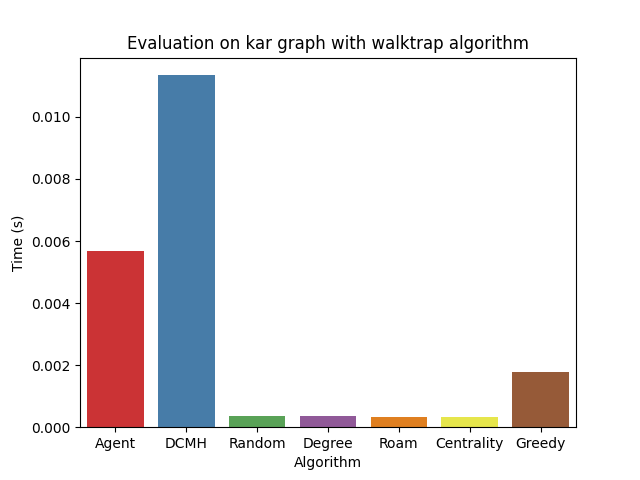 Evaluation on kar graph with walktrap algorithm
0.010
0.008
0.006
0.004
0.002
0.000
Time (s)
Agent DCMH Random Degree Roam Centrality Greedy
Algorithm